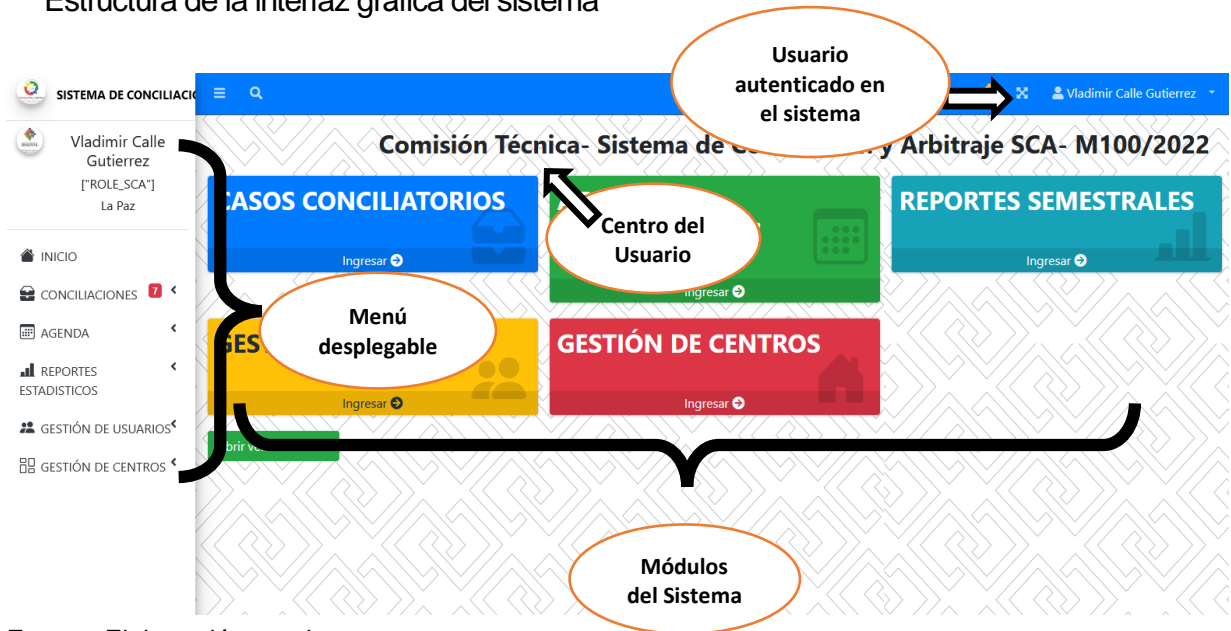 Estructura de la interfaz gráfica del sistema
Usuario
autenticado en
el sistema
SISTEMA DE CONCILIACI
Vladimir Calle Gutierrez
Vladimir Calle
Gutierrez
["ROLE_SCA"]
La Paz
Comisión Técnica- Sistema de y Arbitraje SCA- M100/2022
CASOS CONCILIATORIOS
Ingresar
Ingresar
REPORTES SEMESTRALES
Ingresar
Centro del
Usuario
INICIO
CONCILIACIONES 7
AGENDA
REPORTES
ESTADISTICOS
GESTIÓN DE USUARIOS
GESTIÓN DE CENTROS
Menú
desplegable
Ingresar
GESTIÓN DE CENTROS
Ingresar
Módulos
del Sistema